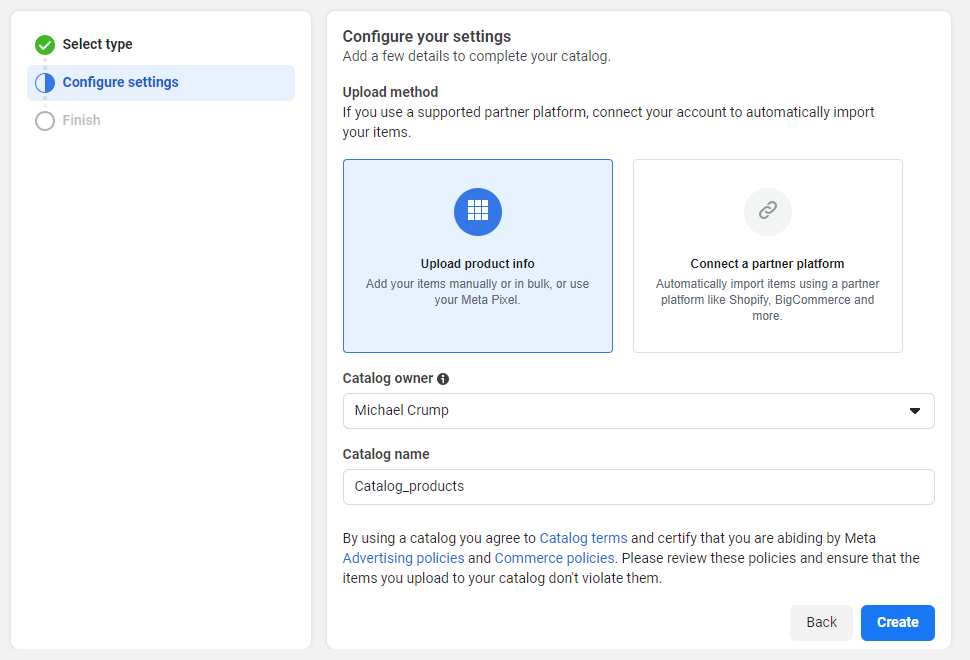 Select type
Configure settings
Finish
Configure your settings
Add a few details to complete your catalog.
Upload method
If you use a supported partner platform, connect your account to automatically import
your items.
Upload product info
Add your items manually or in bulk, or use
your Meta Pixel.
Connect a partner platform
Automatically import items using a partner
platform like Shopify, BigCommerce and
more.
Catalog owner
Michael Crump
Catalog name
Catalog_products
By using a catalog you agree to Catalog terms and certify that you are abiding by Meta
Advertising policies and Commerce policies. Please review these policies and ensure that the
items you upload to your catalog don't violate them.
Back
Create